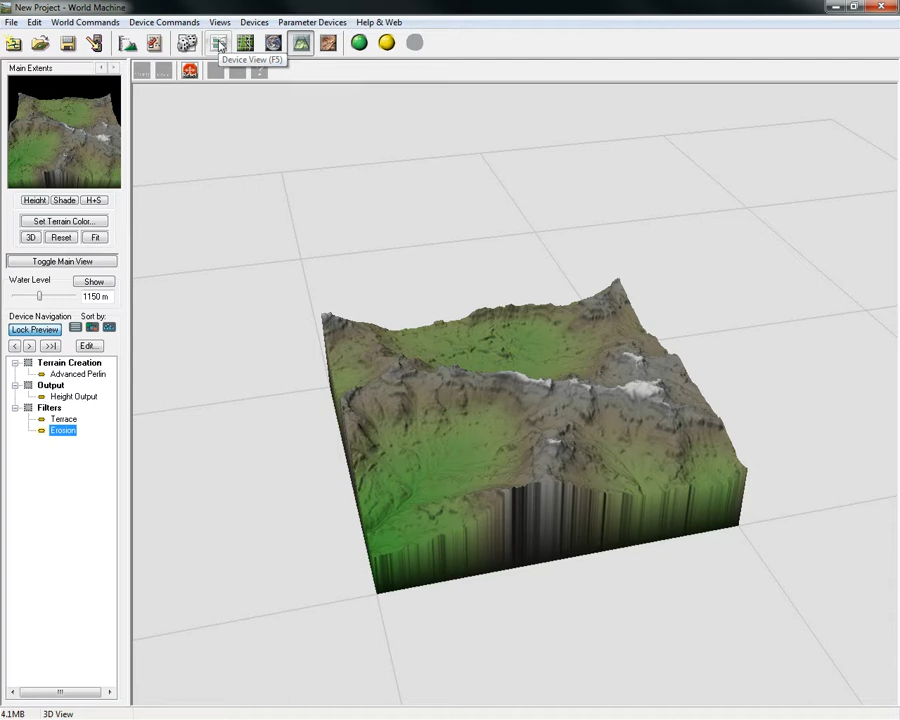 New Project - World Machine
File Edit World Commands Device Commands Views Devices Parameter Devices Help & Web
Device View (F5)
Main Extents
Height Shade H+S
Set Terrain Color...
3D Reset Fit
Toggle Main View
Water Level Show
1150 m
Device Navigation Sort by:
Lock Preview
< > >>| Edit...
Terrain Creation
Advanced Perlin
Output
Height Output
Filters
Terrace
Erosion
4.1MB 3D View